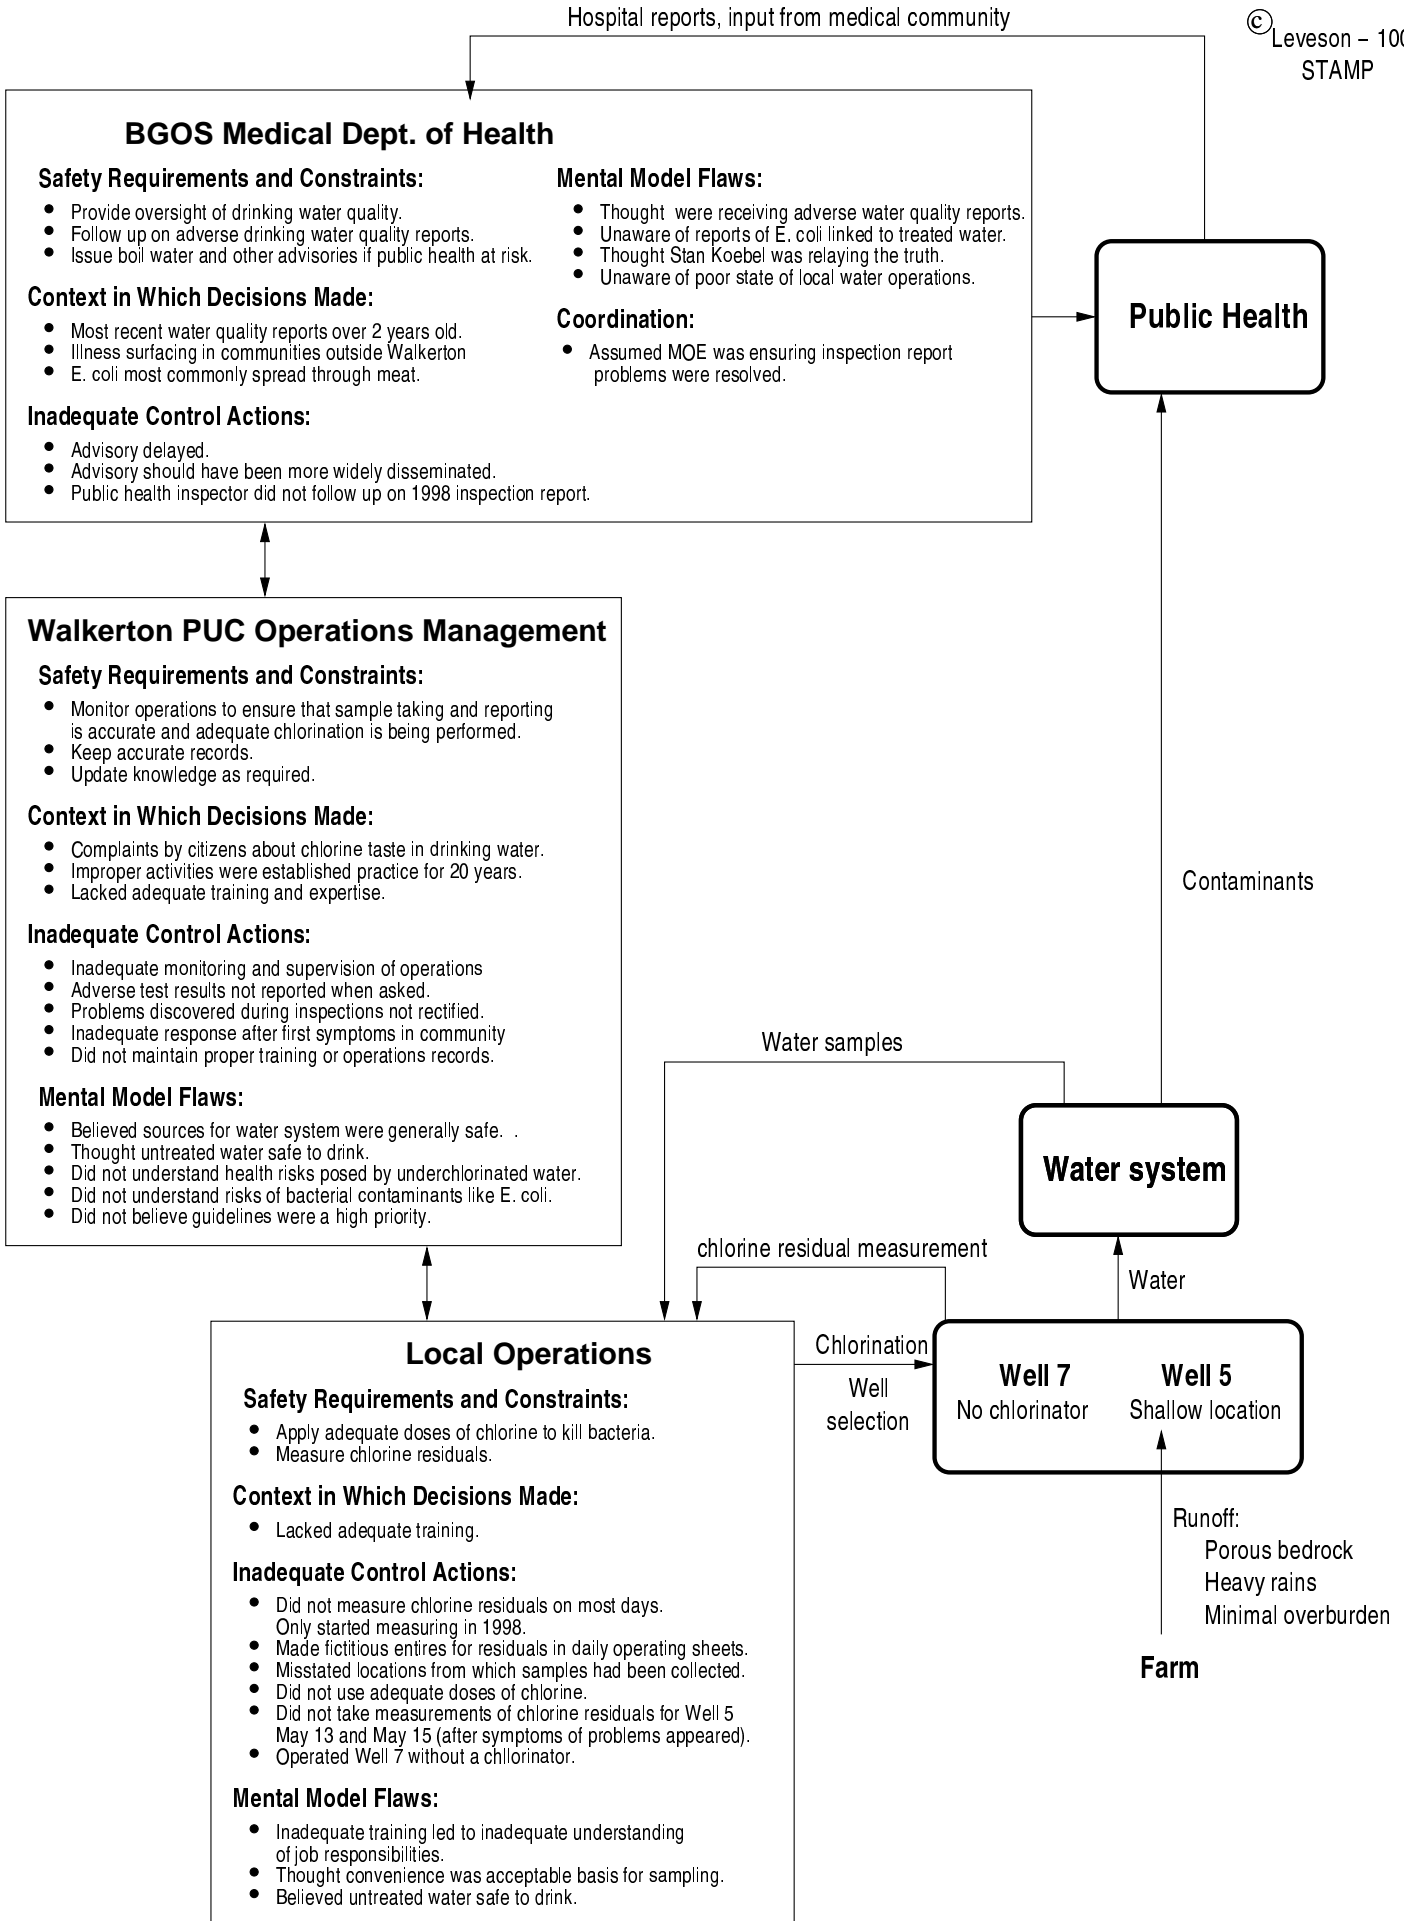 Hospital reports, input from medical community
© Leveson – 100
STAMP
BGOS Medical Dept. of Health
Safety Requirements and Constraints:
• Provide oversight of drinking water quality.
• Follow up on adverse drinking water quality reports.
• Issue boil water and other advisories if public health at risk.
Context in Which Decisions Made:
• Most recent water quality reports over 2 years old.
• Illness surfacing in communities outside Walkerton
• E. coli most commonly spread through meat.
Inadequate Control Actions:
• Advisory delayed.
• Advisory should have been more widely disseminated.
• Public health inspector did not follow up on 1998 inspection report.
Mental Model Flaws:
• Thought were receiving adverse water quality reports.
• Unaware of reports of E. coli linked to treated water.
• Thought Stan Koebel was relaying the truth.
• Unaware of poor state of local water operations.
Coordination:
• Assumed MOE was ensuring inspection report
problems were resolved.
Public Health
Walkerton PUC Operations Management
Safety Requirements and Constraints:
• Monitor operations to ensure that sample taking and reporting
is accurate and adequate chlorination is being performed.
• Keep accurate records.
• Update knowledge as required.
Context in Which Decisions Made:
• Complaints by citizens about chlorine taste in drinking water.
• Improper activities were established practice for 20 years.
• Lacked adequate training and expertise.
Inadequate Control Actions:
• Inadequate monitoring and supervision of operations
• Adverse test results not reported when asked.
• Problems discovered during inspections not rectified.
• Inadequate response after first symptoms in community
• Did not maintain proper training or operations records.
Mental Model Flaws:
• Believed sources for water system were generally safe. .
• Thought untreated water safe to drink.
• Did not understand health risks posed by underchlorinated water.
• Did not understand risks of bacterial contaminants like E. coli.
• Did not believe guidelines were a high priority.
Contaminants
Water samples
Water system
chlorine residual measurement
Water
Local Operations
Safety Requirements and Constraints:
• Apply adequate doses of chlorine to kill bacteria.
• Measure chlorine residuals.
Context in Which Decisions Made:
• Lacked adequate training.
Inadequate Control Actions:
• Did not measure chlorine residuals on most days.
Only started measuring in 1998.
• Made fictitious entires for residuals in daily operating sheets.
• Misstated locations from which samples had been collected.
• Did not use adequate doses of chlorine.
• Did not take measurements of chlorine residuals for Well 5
May 13 and May 15 (after symptoms of problems appeared).
• Operated Well 7 without a chllorinator.
Mental Model Flaws:
• Inadequate training led to inadequate understanding
of job responsibilities.
• Thought convenience was acceptable basis for sampling.
• Believed untreated water safe to drink.
Chlorination
Well
selection
Well 7
No chlorinator
Well 5
Shallow location
Runoff:
Porous bedrock
Heavy rains
Minimal overburden
Farm